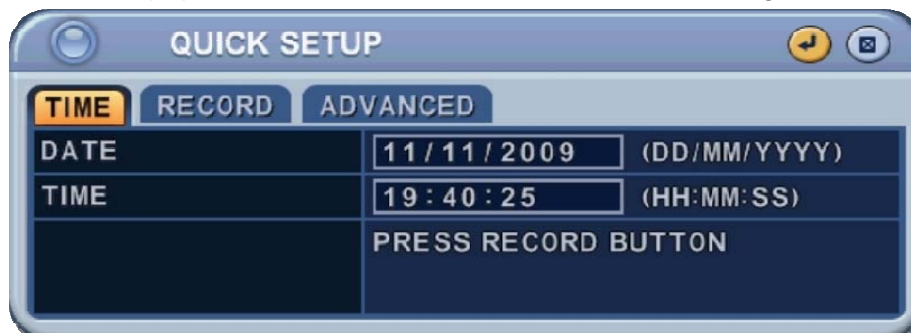 QUICK SETUP
TIME RECORD ADVANCED
DATE 11/11/2009 (DD/MM/YYYY)
TIME 19:40:25 (HH:MM:SS)
PRESS RECORD BUTTON